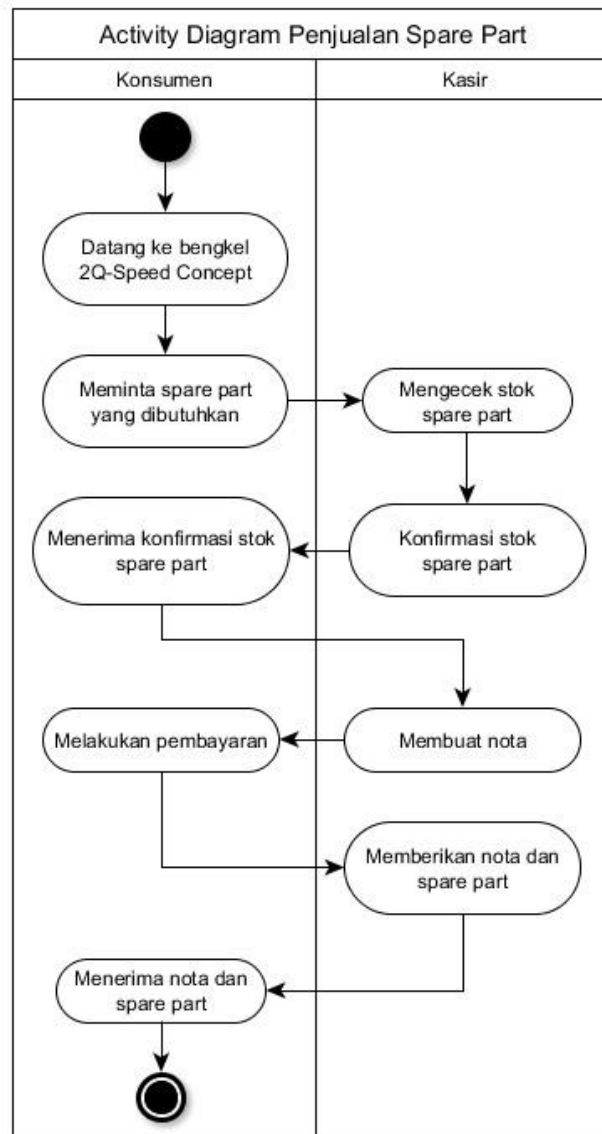 Activity Diagram Penjualan Spare Part
Konsumen
Kasir
Datang ke bengkel
2Q-Speed Concept
Meminta spare part
yang dibutuhkan
Mengecek stok
spare part
Konfirmasi stok
spare part
Menerima konfirmasi stok
spare part
Membuat nota
Melakukan pembayaran
Memberikan nota dan
spare part
Menerima nota dan
spare part